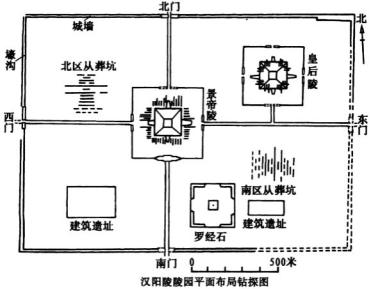 北门
北
城墙
壕沟
北区从葬坑
皇后陵
景帝陵
西门
东门
南区从葬坑
建筑遗址
罗经石
建筑遗址
南门
0
500米
汉阳陵陵园平面布局钻探图